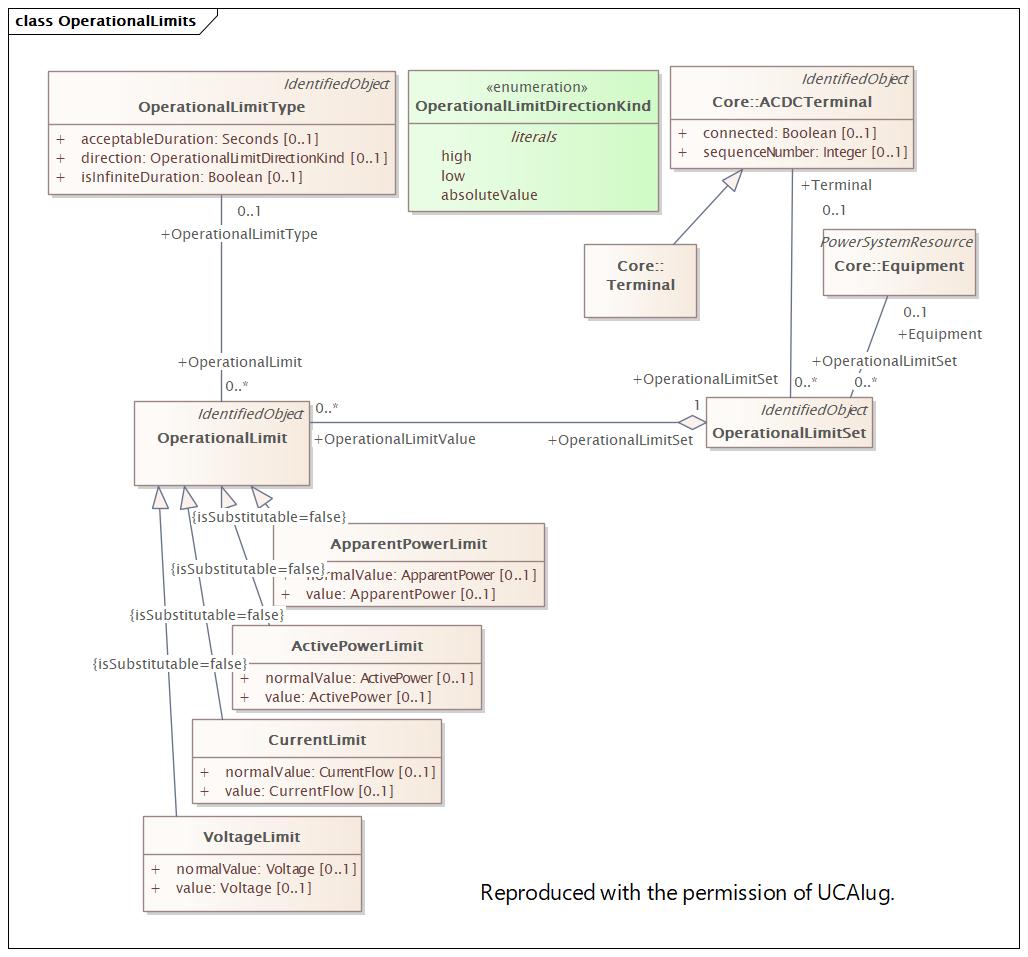 class OperationalLimits
IdentifiedObject
OperationalLimitType
+ acceptableDuration: Seconds [0..1]
+ direction: OperationalLimitDirectionKind [0..1]
+ isInfiniteDuration: Boolean [0..1]
«enumeration»
OperationalLimitDirectionKind
literals
high
low
absoluteValue
IdentifiedObject
Core::ACDCTerminal
+ connected: Boolean [0..1]
+ sequenceNumber: Integer [0..1]
+Terminal
0..1
0..1
+OperationalLimitType
Core::
Terminal
PowerSystemResource
Core::Equipment
0..1
+Equipment
+OperationalLimit
0..*
+OperationalLimitSet
0..*
+OperationalLimitSet
0..*
IdentifiedObject
OperationalLimit
0..*
+OperationalLimitValue
1
+OperationalLimitSet
IdentifiedObject
OperationalLimitSet
{isSubstitutable=false}
ApparentPowerLimit
{isSubstitutable=false}
normalValue: ApparentPower [0..1]
+ value: ApparentPower [0..1]
{isSubstitutable=false}
ActivePowerLimit
{isSubstitutable=false}
+ normalValue: ActivePower [0..1]
+ value: ActivePower [0..1]
CurrentLimit
+ normalValue: CurrentFlow [0..1]
+ value: CurrentFlow [0..1]
VoltageLimit
+ normalValue: Voltage [0..1]
+ value: Voltage [0..1]
Reproduced with the permission of UCAIug.